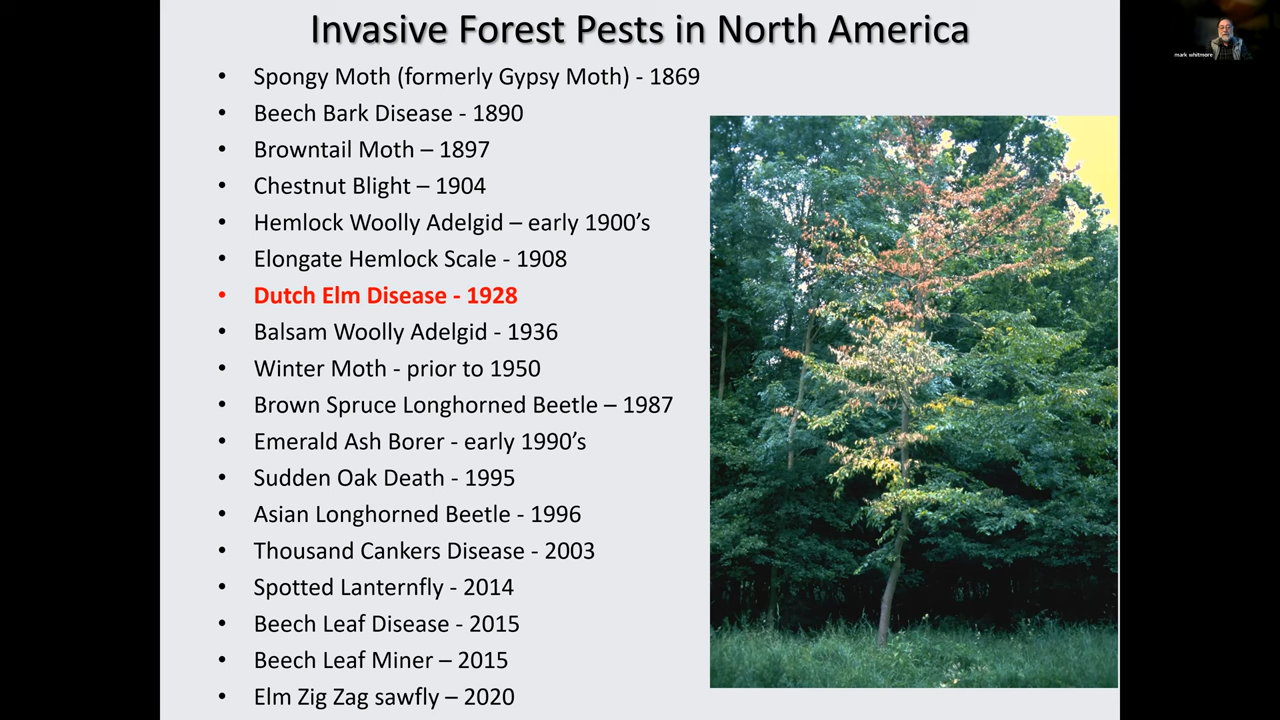 Invasive Forest Pests in North America
• Spongy Moth (formerly Gypsy Moth) - 1869
• Beech Bark Disease - 1890
• Browntail Moth – 1897
• Chestnut Blight – 1904
• Hemlock Woolly Adelgid – early 1900’s
• Elongate Hemlock Scale - 1908
• Dutch Elm Disease - 1928
• Balsam Woolly Adelgid - 1936
• Winter Moth - prior to 1950
• Brown Spruce Longhorned Beetle – 1987
• Emerald Ash Borer - early 1990’s
• Sudden Oak Death - 1995
• Asian Longhorned Beetle - 1996
• Thousand Cankers Disease - 2003
• Spotted Lanternfly - 2014
• Beech Leaf Disease - 2015
• Beech Leaf Miner – 2015
• Elm Zig Zag sawfly – 2020
mark whitmore